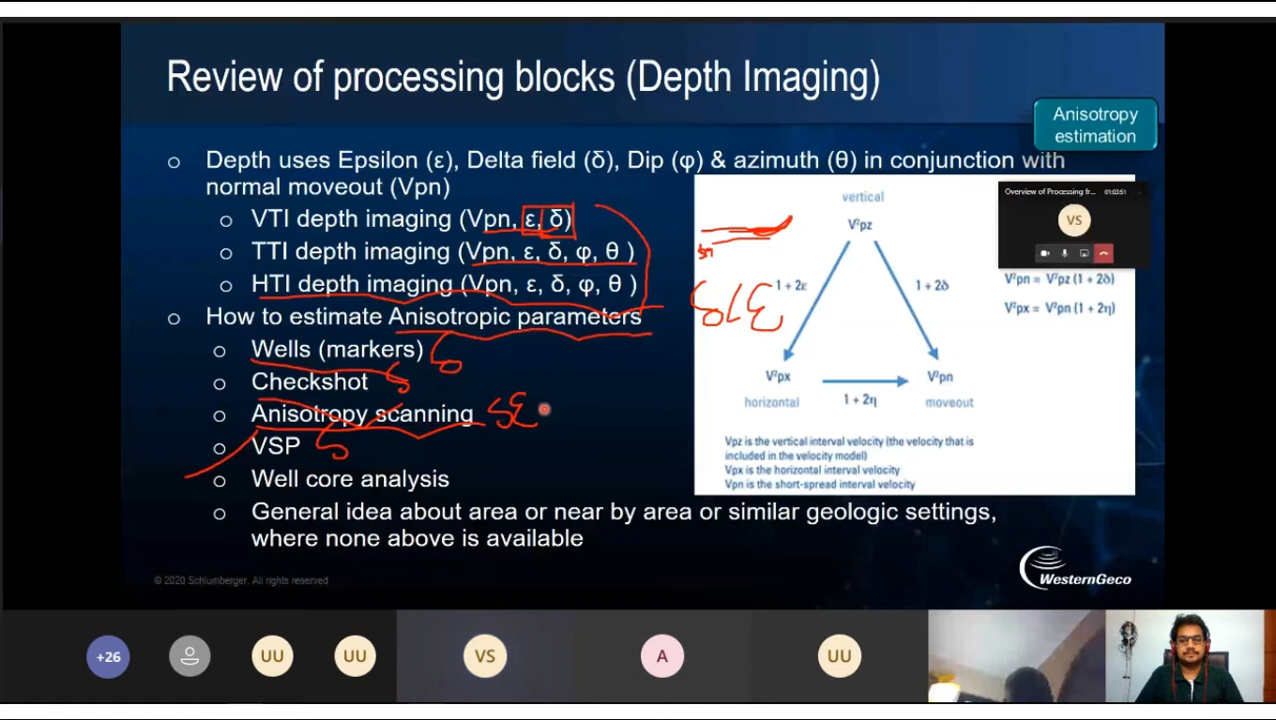 Review of processing blocks (Depth Imaging)
Anisotropy
estimation
Depth uses Epsilon (ε), Delta field (δ), Dip (φ) & azimuth (θ) in conjunction with
normal moveout (Vpn)
VTI depth imaging (Vpn, ε, δ)
TTI depth imaging (Vpn, ε, δ, φ, θ )
HTI depth imaging (Vpn, ε, δ, φ, θ )
How to estimate Anisotropic parameters
Wells (markers)
Checkshot
Anisotropy scanning
VSP
Well core analysis
General idea about area or near by area or similar geologic settings,
where none above is available
vertical
V²pz
1 + 2ε
1 + 2δ
V²px
V²pn
horizontal
1 + 2η
moveout
Vpz is the vertical interval velocity (the velocity that is
included in the velocity model)
Vpx is the horizontal interval velocity
Vpn is the short-spread interval velocity
Overview of Processing fr...
01:03:51
VS
V²pn = V²pz (1 + 2δ)
V²px = V²pn (1 + 2η)
© 2020 Schlumberger. All rights reserved
WesternGeco
+26
UU
UU
VS
A
UU